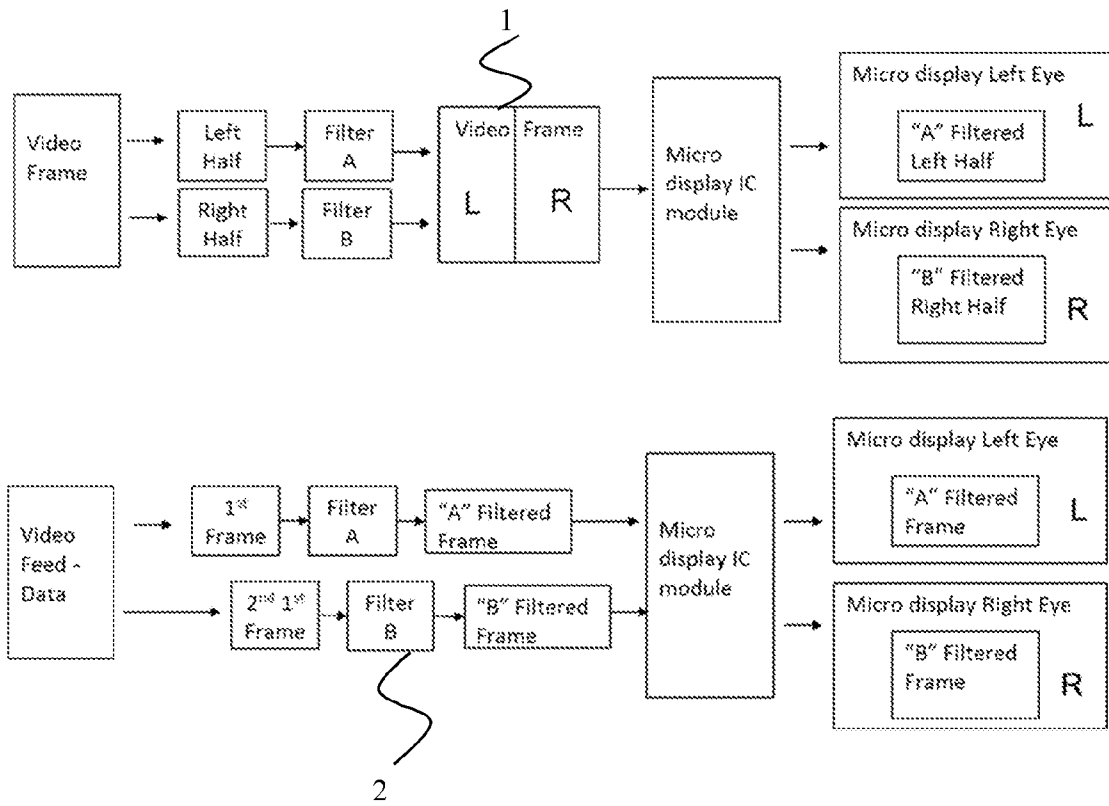 1
Video
Frame
Left
Half
Filter
A
Right
Half
Filter
B
Video Frame
L R
Micro
display IC
module
Micro display Left Eye
"A" Filtered
Left Half
L
Micro display Right Eye
"B" Filtered
Right Half
R
Video
Feed -
Data
1st
Frame
Filter
A
"A" Filtered
Frame
2nd 1st
Frame
Filter
B
"B" Filtered
Frame
Micro
display IC
module
Micro display Left Eye
"A" Filtered
Frame
L
Micro display Right Eye
"B" Filtered
Frame
R
2